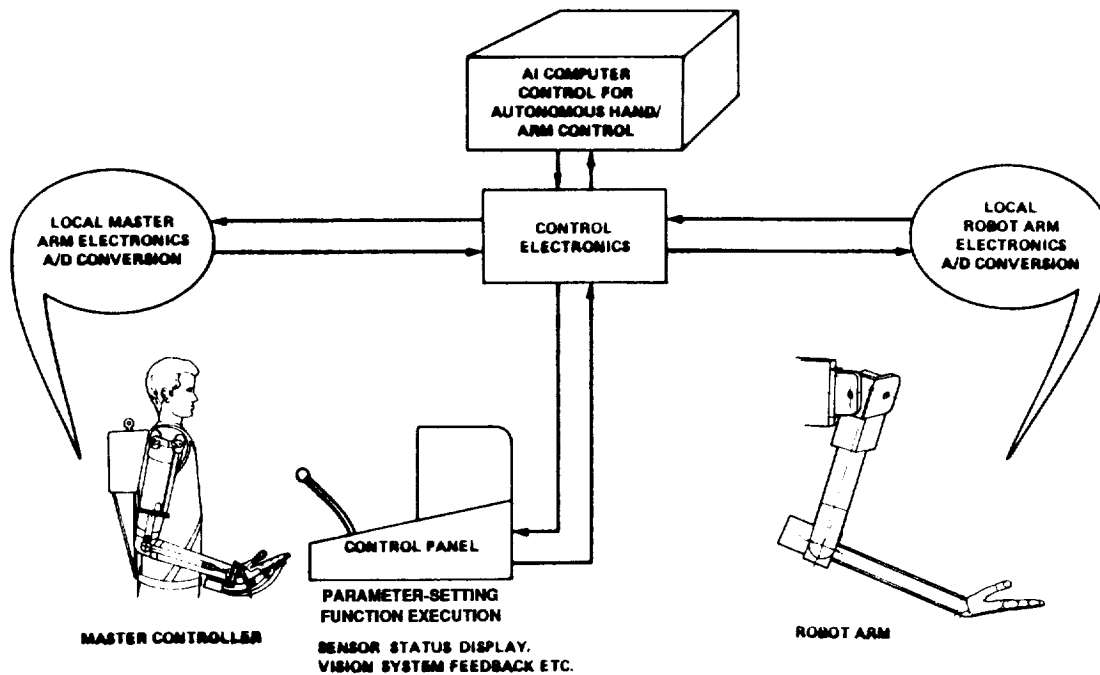 AI COMPUTER
CONTROL FOR
AUTONOMOUS HAND/
ARM CONTROL
LOCAL MASTER
ARM ELECTRONICS
A/D CONVERSION
CONTROL
ELECTRONICS
LOCAL
ROBOT ARM
ELECTRONICS
A/D CONVERSION
CONTROL PANEL
PARAMETER-SETTING
FUNCTION EXECUTION
SENSOR STATUS DISPLAY,
VISION SYSTEM FEEDBACK ETC.
MASTER CONTROLLER
ROBOT ARM